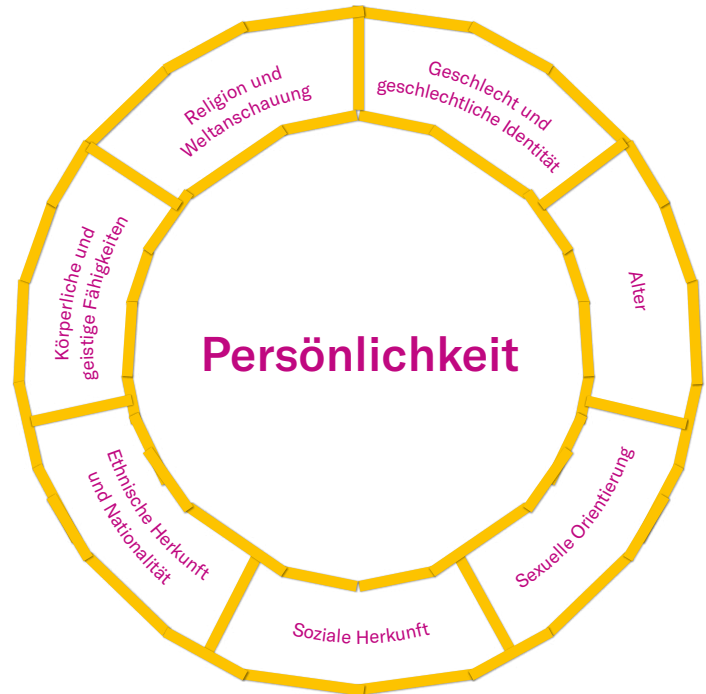 Religion und
Weltanschauung
Geschlecht und
geschlechtliche Identität
Körperliche und
geistige Fähigkeiten
Alter
Persönlichkeit
Ethnische Herkunft
und Nationalität
Sexuelle Orientierung
Soziale Herkunft